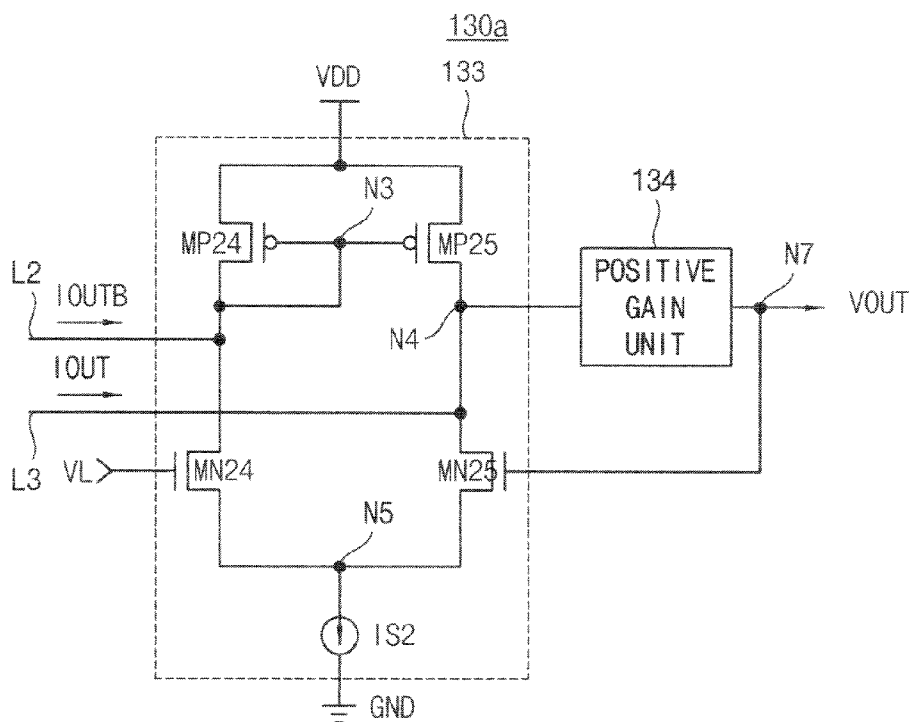 130a
133
VDD
N3
134
MP24
MP25
N7
L2
IOUTB
POSITIVE
GAIN
UNIT
VOUT
N4
IOUT
L3
VL
MN24
MN25
N5
IS2
GND